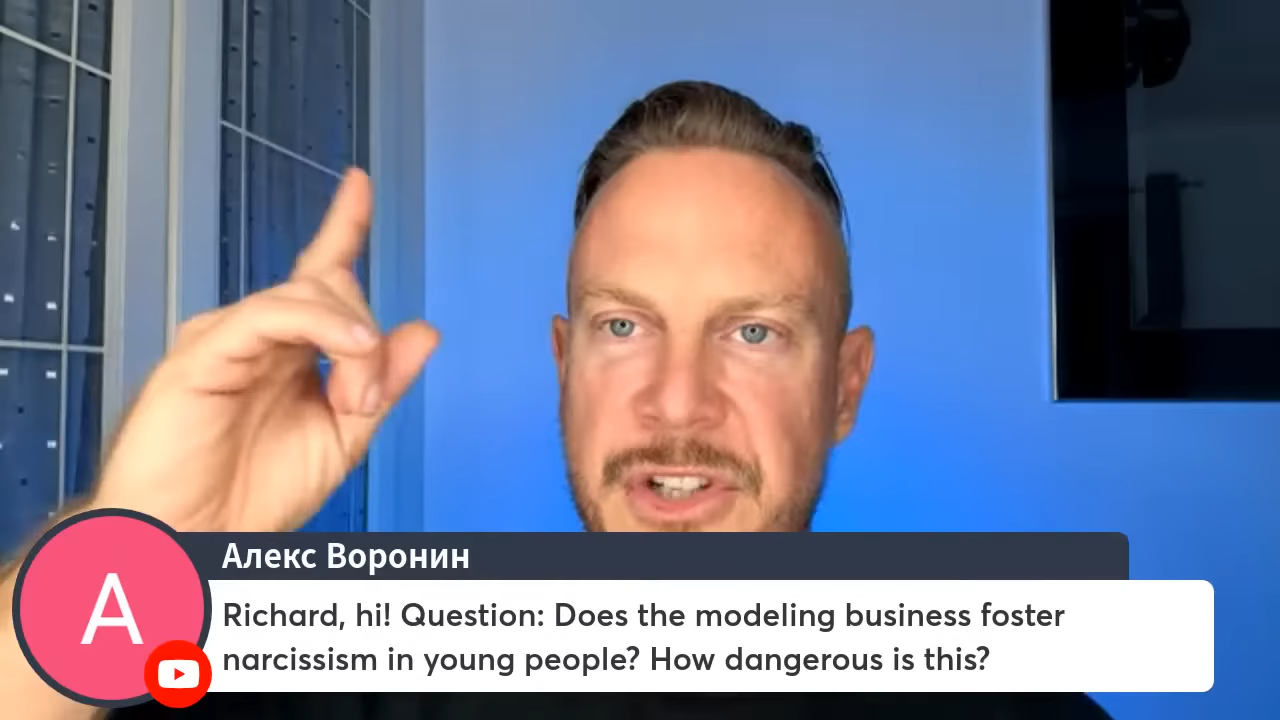 Алекс Воронин
A
Richard, hi! Question: Does the modeling business foster
narcissism in young people? How dangerous is this?